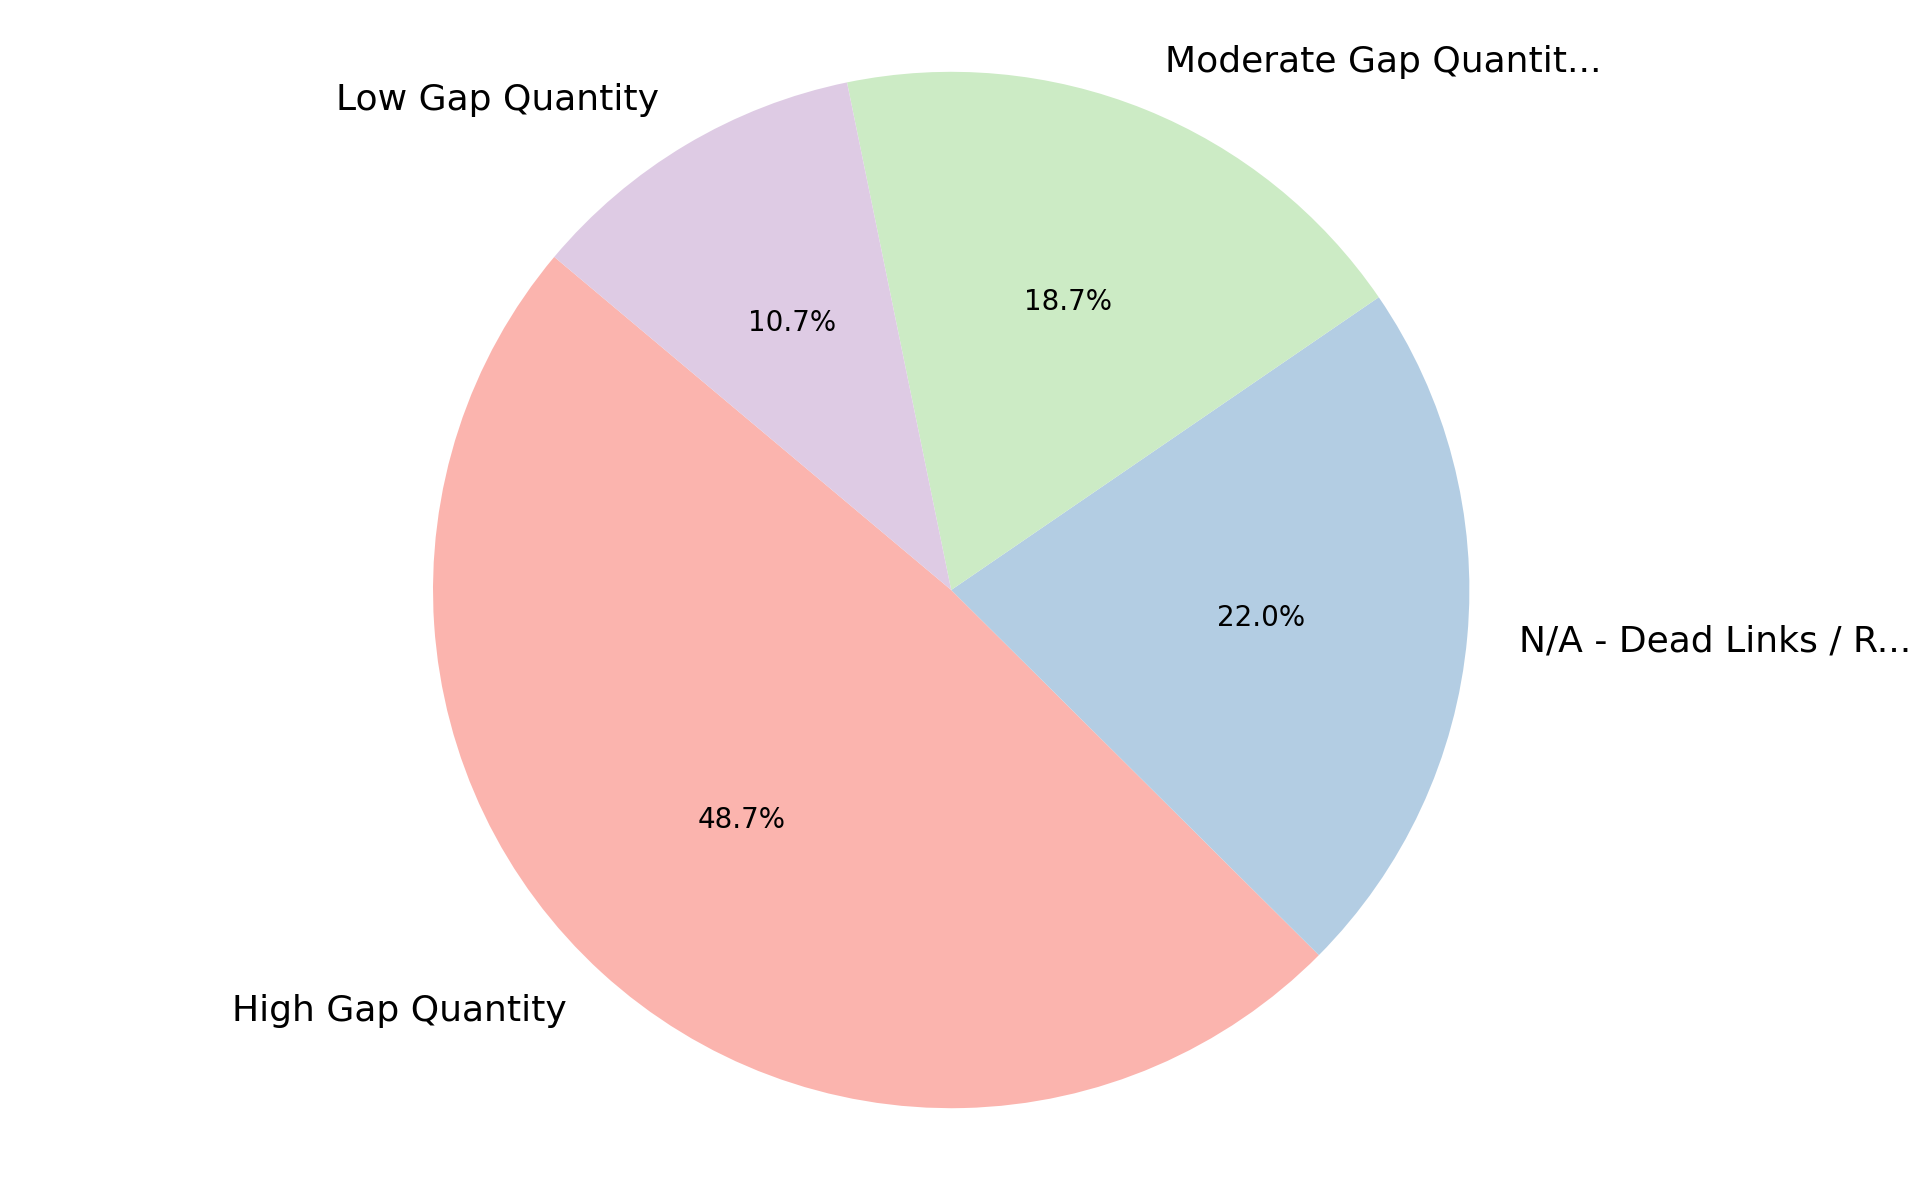 Moderate Gap Quantit...
Low Gap Quantity
18.7%
10.7%
22.0%
N/A - Dead Links / R...
48.7%
High Gap Quantity